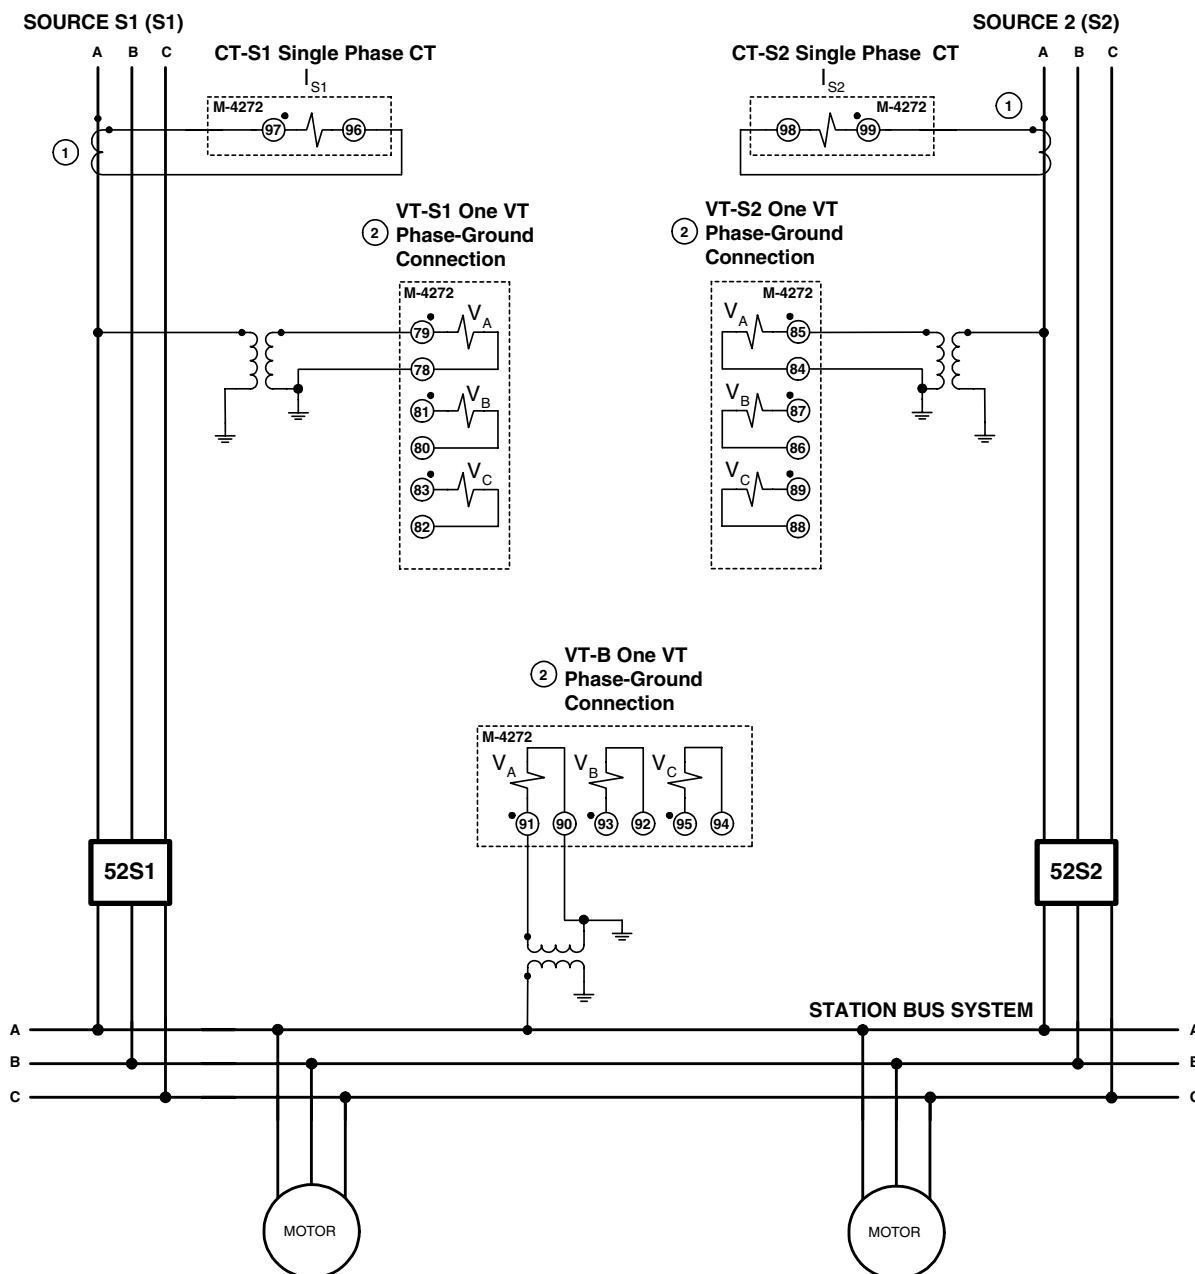 SOURCE S1 (S1)
SOURCE 2 (S2)
A B C
CT-S1 Single Phase CT
CT-S2 Single Phase CT
A B C
I S1
I S2
M-4272
M-4272
1
97 96
98 99
1
VT-S1 One VT
Phase-Ground
Connection
2
VT-S2 One VT
Phase-Ground
Connection
2
M-4272
79 VA
78
81 VB
80
83 VC
82
M-4272
VA 85
84
VB 87
86
VC 89
88
VT-B One VT
Phase-Ground
Connection
2
M-4272
VA VB VC
91 90 93 92 95 94
52S1
52S2
STATION BUS SYSTEM
A A
B B
C C
MOTOR
MOTOR